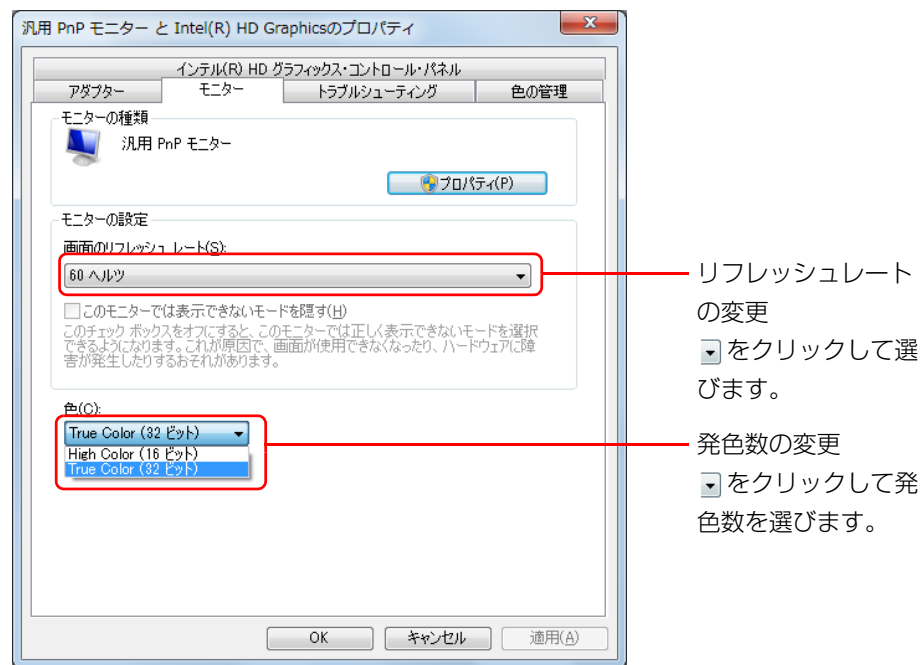 汎用 PnP モニター と Intel(R) HD Graphicsのプロパティ
インテル(R) HD グラフィックス・コントロール・パネル
アダプター
モニター
トラブルシューティング
色の管理
モニターの種類
汎用 PnP モニター
プロパティ(P)
モニターの設定
画面のリフレッシュ レート(S):
60 ヘルツ
このモニターでは表示できないモードを隠す(H)
このチェック ボックスをオフにすると、このモニターでは正しく表示できないモードを選択
できるようになります。これが原因で、画面が使用できなくなったり、ハードウェアに障
害が発生したりするおそれがあります。
色(C):
True Color (32 ビット)
High Color (16 ビット)
True Color (32 ビット)
OK
キャンセル
適用(A)
リフレッシュレート
の変更
をクリックして選
びます。
発色数の変更
をクリックして発
色数を選びます。